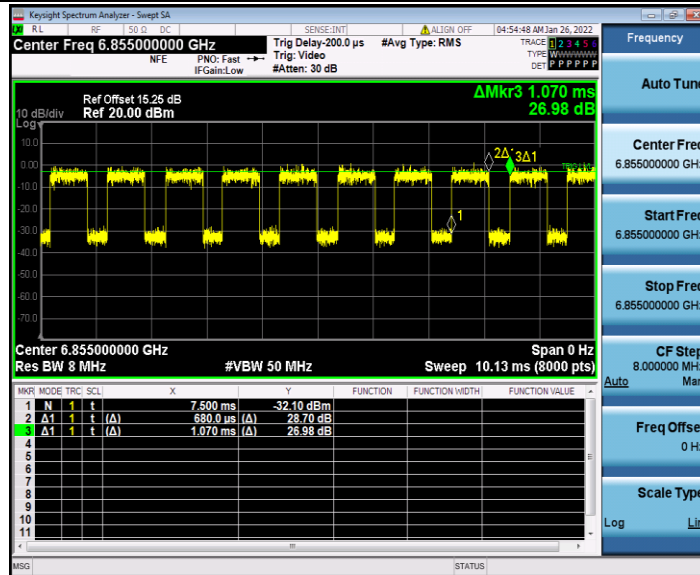 Keysight Spectrum Analyzer - Swept SA
RL RF 50 Ω DC SENSE:INT ALIGN OFF 04:54:48 AM Jan 26, 2022
Center Freq 6.855000000 GHz
NFE
PNO: Fast
IFGain:Low
Trig Delay-200.0 µs
Trig: Video
#Atten: 30 dB
#Avg Type: RMS
TRACE 1 2 3 4 5 6
TYPE WWWWWW
DET P P P P P P
Ref Offset 15.25 dB
10 dB/div Ref 20.00 dBm
Log
ΔMkr3 1.070 ms
26.98 dB
10.0
0.00
-10.0
-20.0
-30.0
-40.0
-50.0
-60.0
-70.0
2Δ1 3Δ1
1
Center 6.855000000 GHz Span 0 Hz
Res BW 8 MHz #VBW 50 MHz Sweep 10.13 ms (8000 pts)
MKR MODE TRC SCL X Y FUNCTION FUNCTION WIDTH FUNCTION VALUE
1 N 1 t 7.500 ms -32.10 dBm
2 Δ1 1 t (Δ) 680.0 µs (Δ) 28.70 dB
3 Δ1 1 t (Δ) 1.070 ms (Δ) 26.98 dB
4
5
6
7
8
9
10
11
MSG STATUS
Frequency
Auto Tune
Center Freq
6.855000000 GHz
Start Freq
6.855000000 GHz
Stop Freq
6.855000000 GHz
CF Step
8.000000 MHz
Auto Man
Freq Offset
0 Hz
Scale Type
Log Lin